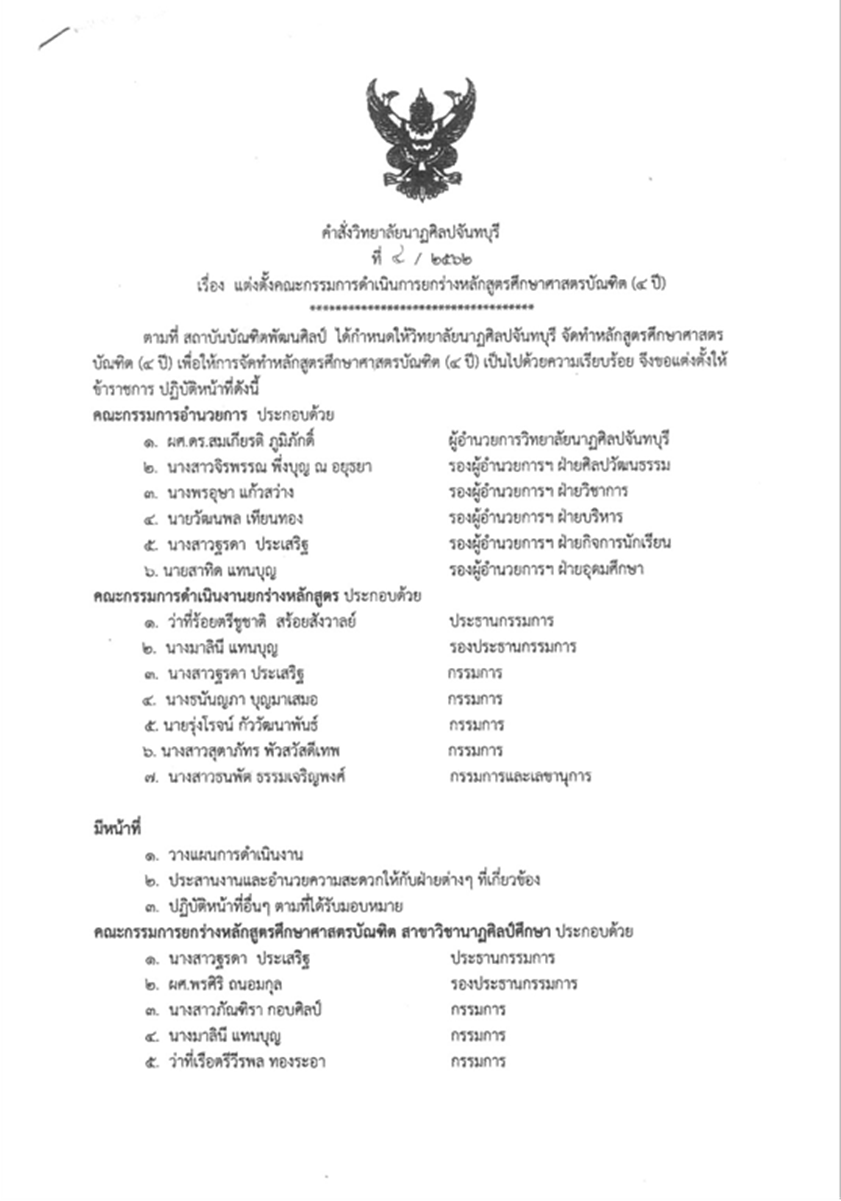 คำสั่งวิทยาลัยนาฏศิลปจันทบุรี
ที่ / ๒๕๖๒
เรื่อง แต่งตั้งคณะกรรมการดำเนินการยกร่างหลักสูตรศึกษาศาสตรบัณฑิต (๔ ปี)
***********************************
ตามที่ สถาบันบัณฑิตพัฒนศิลป์ ได้กำหนดให้วิทยาลัยนาฏศิลปจันทบุรี จัดทำหลักสูตรศึกษาศาสตร
บัณฑิต (๔ ปี) เพื่อให้การจัดทำหลักสูตรศึกษาศาสตรบัณฑิต (๔ ปี) เป็นไปด้วยความเรียบร้อย จึงขอแต่งตั้งให้
ข้าราชการ ปฏิบัติหน้าที่ดังนี้
คณะกรรมการอำนวยการ ประกอบด้วย
๑. ผศ.ดร.สมเกียรติ ภูมิภักดิ์ ผู้อำนวยการวิทยาลัยนาฏศิลปจันทบุรี
๒. นางสาวจิรพรรณ พึ่งบุญ ณ อยุธยา รองผู้อำนวยการฯ ฝ่ายศิลปวัฒนธรรม
๓. นางพรอุษา แก้วสว่าง รองผู้อำนวยการฯ ฝ่ายวิชาการ
๔. นายวัฒนพล เทียนทอง รองผู้อำนวยการฯ ฝ่ายบริหาร
๕. นางสาวฐรดา ประเสริฐ รองผู้อำนวยการฯ ฝ่ายกิจการนักเรียน
๖. นายสาทิด แทนบุญ รองผู้อำนวยการฯ ฝ่ายอุดมศึกษา
คณะกรรมการดำเนินงานยกร่างหลักสูตร ประกอบด้วย
๑. ว่าที่ร้อยตรีชูชาติ สร้อยสังวาลย์ ประธานกรรมการ
๒. นางมาลินี แทนบุญ รองประธานกรรมการ
๓. นางสาวฐรดา ประเสริฐ กรรมการ
๔. นางธนันญภา บุญมาเสมอ กรรมการ
๕. นายรุ่งโรจน์ กัววัฒนาพันธ์ กรรมการ
๖. นางสาวสุตาภัทร พัวสวัสดีเทพ กรรมการ
๗. นางสาวธนพัต ธรรมเจริญพงศ์ กรรมการและเลขานุการ
มีหน้าที่
๑. วางแผนการดำเนินงาน
๒. ประสานงานและอำนวยความสะดวกให้กับฝ่ายต่างๆ ที่เกี่ยวข้อง
๓. ปฏิบัติหน้าที่อื่นๆ ตามที่ได้รับมอบหมาย
คณะกรรมการยกร่างหลักสูตรศึกษาศาสตรบัณฑิต สาขาวิชานาฏศิลป์ศึกษา ประกอบด้วย
๑. นางสาวฐรดา ประเสริฐ ประธานกรรมการ
๒. ผศ.พรศิริ ถนอมกุล รองประธานกรรมการ
๓. นางสาวภัณฑิรา กอบศิลป์ กรรมการ
๔. นางมาลินี แทนบุญ กรรมการ
๕. ว่าที่เรือตรีวีรพล ทองระอา กรรมการ